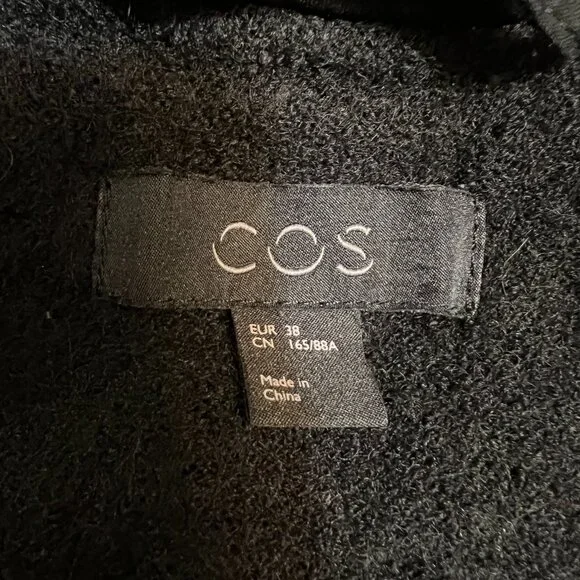 COS
EUR 38
CN 165/88A
Made in
China